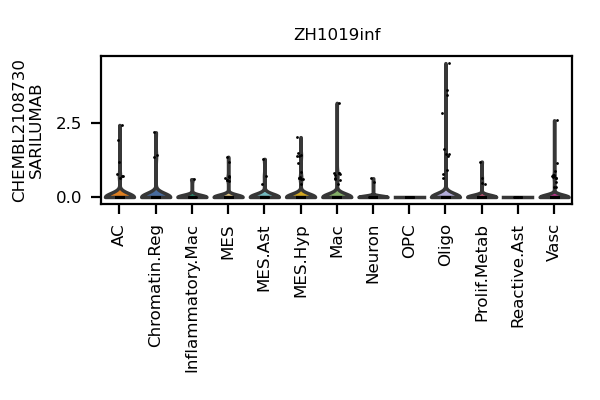 ZH1019inf
CHEMBL2108730
SARILUMAB
2.5
0.0
AC
Chromatin.Reg
Inflammatory.Mac
MES
MES.Ast
MES.Hyp
Mac
Neuron
OPC
Oligo
Prolif.Metab
Reactive.Ast
Vasc